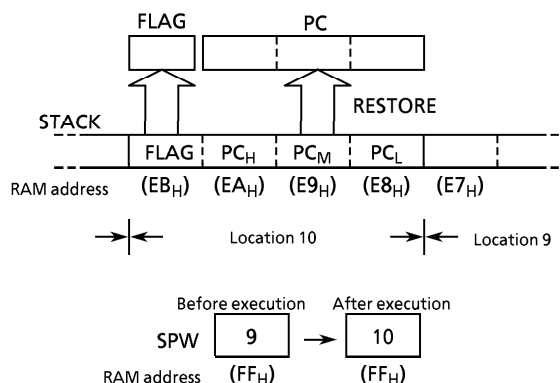 FLAG PC
RESTORE
STACK
FLAG PCH PCM PCL
RAM address (EBH) (EAH) (E9H) (E8H) (E7H)
Location 10 Location 9
Before execution After execution
SPW 9 10
RAM address (FFH) (FFH)